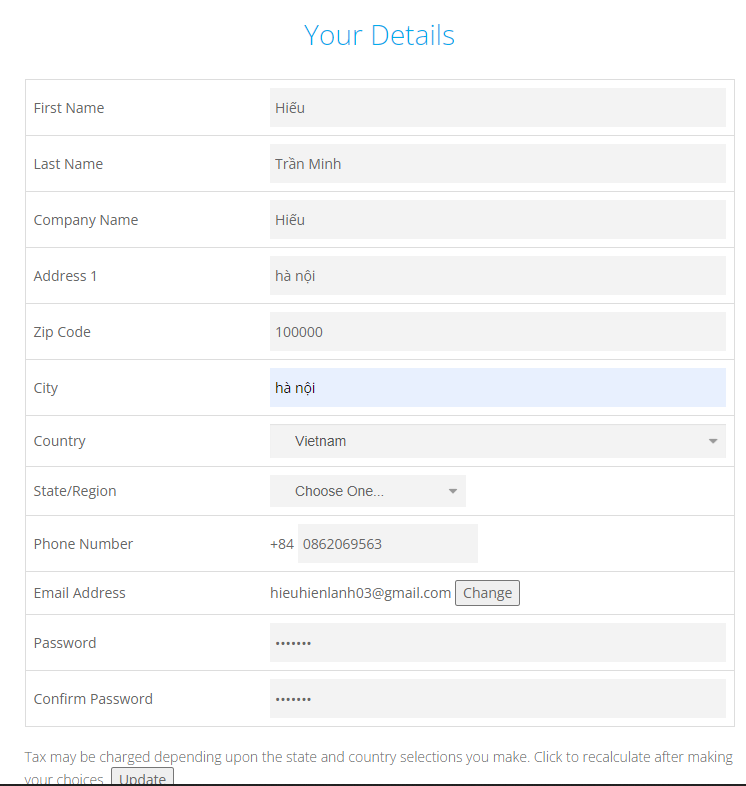 Your Details
First Name Hiếu
Last Name Trần Minh
Company Name Hiếu
Address 1 hà nội
Zip Code 100000
City hà nội
Country Vietnam
State/Region Choose One...
Phone Number +84 0862069563
Email Address hieuhienlanh03@gmail.com Change
Password •••••••
Confirm Password •••••••
Tax may be charged depending upon the state and country selections you make. Click to recalculate after making
your choices. Update